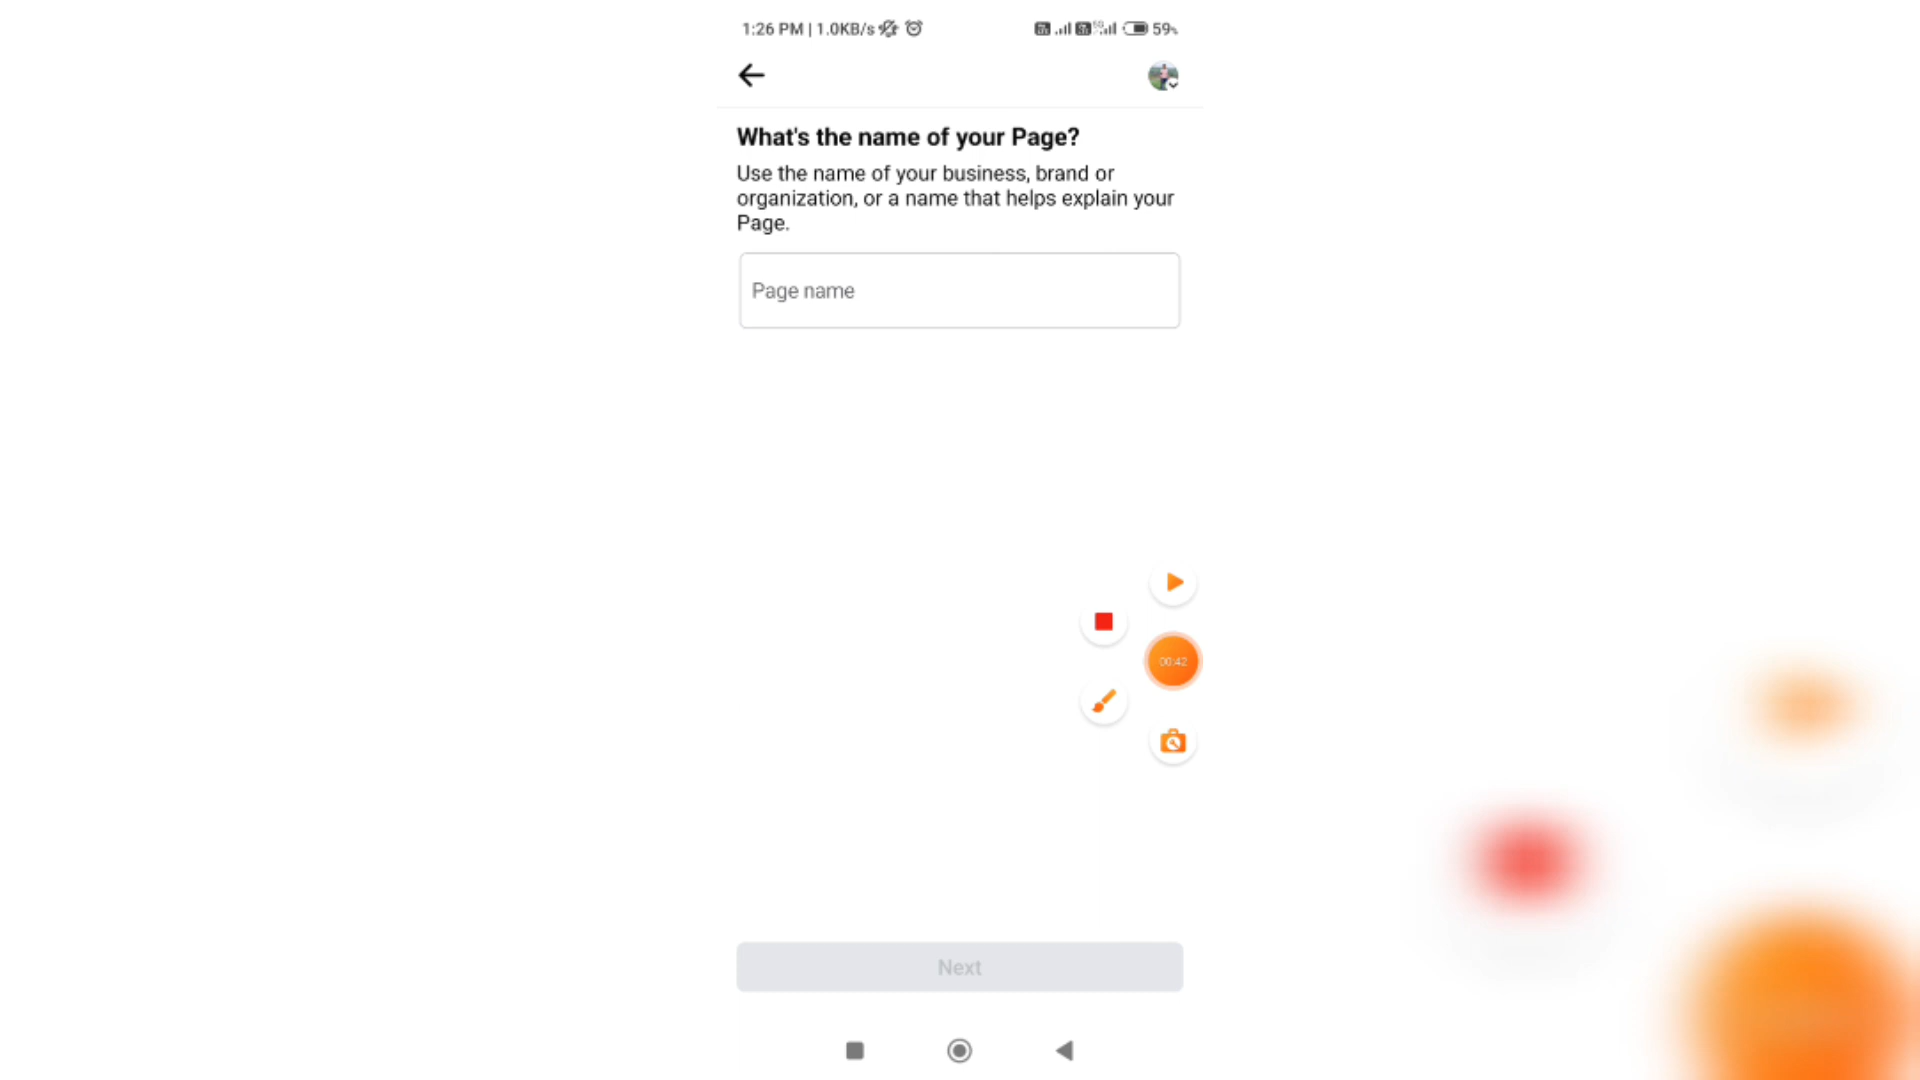 1:26 PM | 1.0KB/s 59%
What's the name of your Page?
Use the name of your business, brand or
organization, or a name that helps explain your
Page.
Page name
00:42
Next